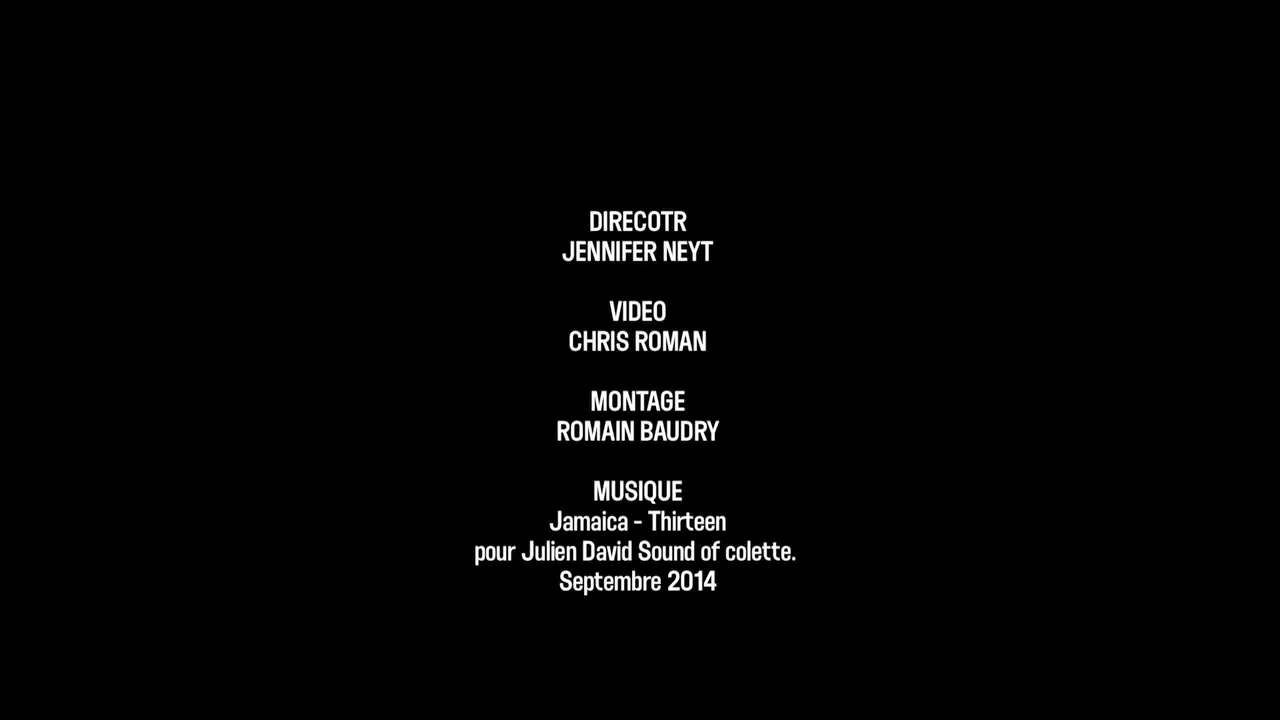 DIRECOTR
JENNIFER NEYT
VIDEO
CHRIS ROMAN
MONTAGE
ROMAIN BAUDRY
MUSIQUE
Jamaica - Thirteen
pour Julien David Sound of colette.
Septembre 2014